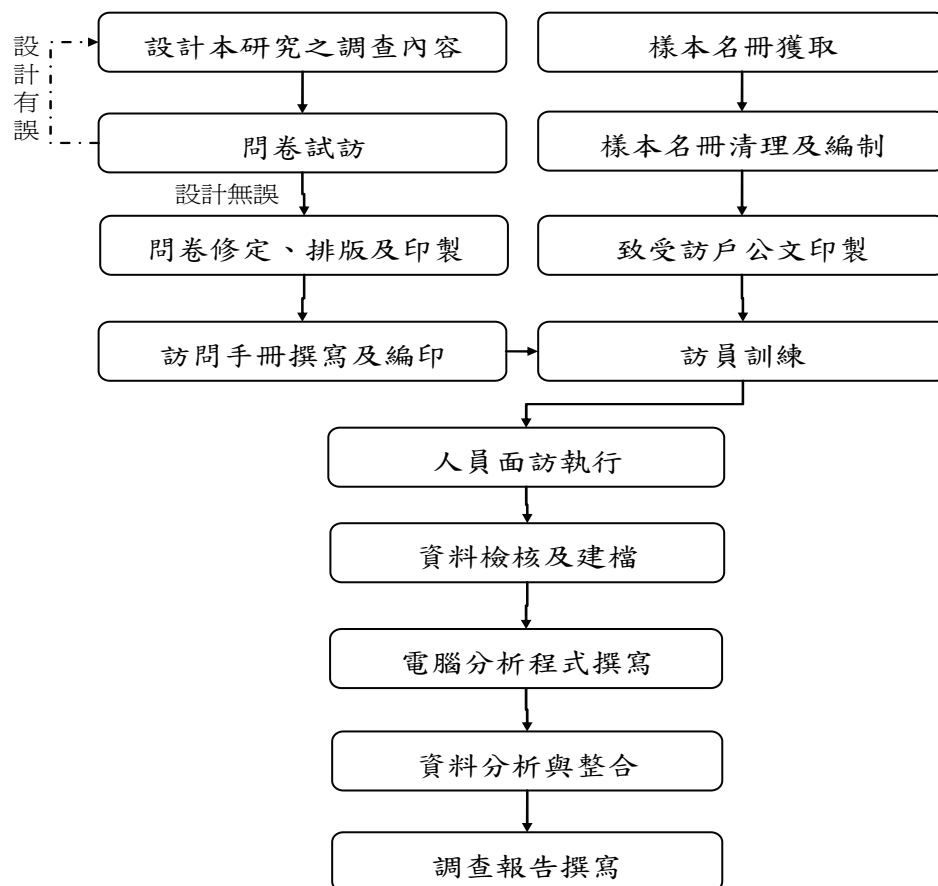 設計本研究之調查內容
樣本名冊獲取
設計有誤
問卷試訪
樣本名冊清理及編制
設計無誤
問卷修定、排版及印製
致受訪戶公文印製
訪問手冊撰寫及編印
訪員訓練
人員面訪執行
資料檢核及建檔
電腦分析程式撰寫
資料分析與整合
調查報告撰寫